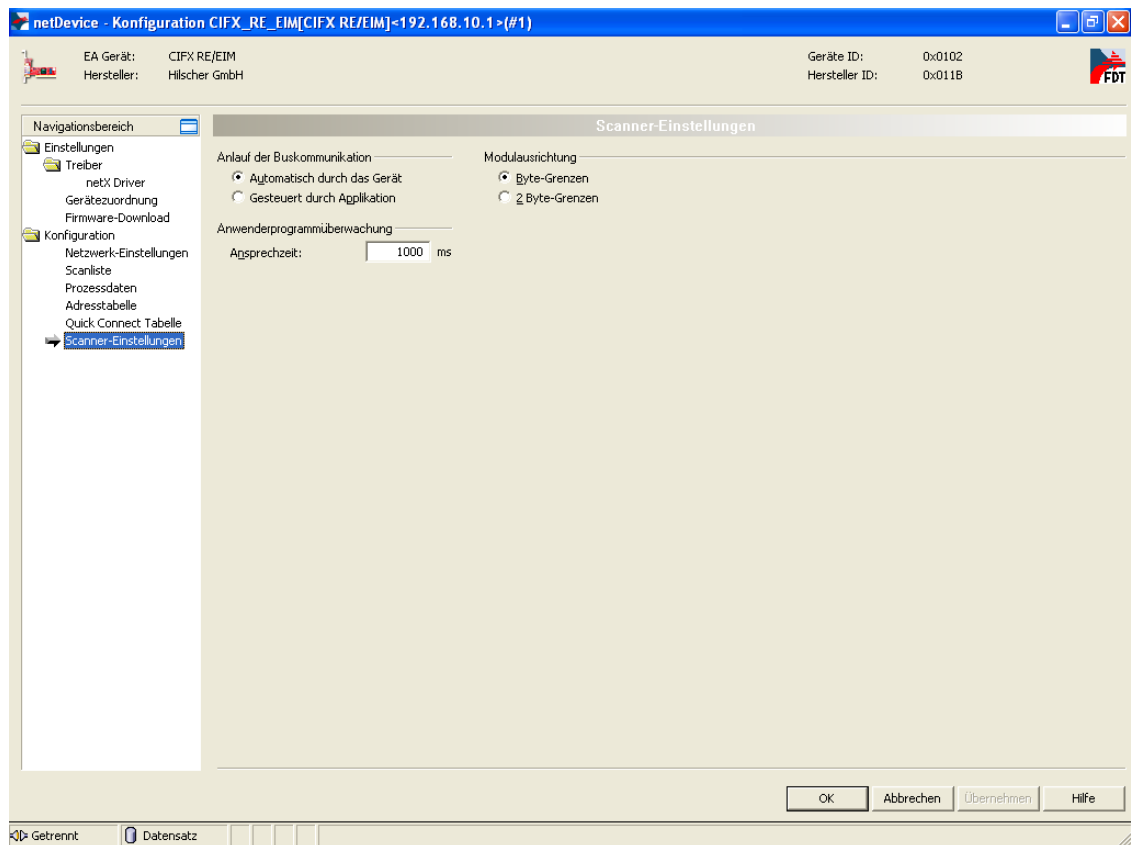 netDevice - Konfiguration CIFX_RE_EIM[CIFX RE/EIM]<192.168.10.1>(#1)
EA Gerät: CIFX RE/EIM
Hersteller: Hilscher GmbH
Geräte ID: 0x0102
Hersteller ID: 0x011B
FDT
Navigationsbereich
Einstellungen
Treiber
netX Driver
Gerätezuordnung
Firmware-Download
Konfiguration
Netzwerk-Einstellungen
Scanliste
Prozessdaten
Adresstabelle
Quick Connect Tabelle
Scanner-Einstellungen
Scanner-Einstellungen
Anlauf der Buskommunikation
Automatisch durch das Gerät
Gesteuert durch Applikation
Modulausrichtung
Byte-Grenzen
2 Byte-Grenzen
Anwenderprogrammüberwachung
Ansprechzeit: 1000 ms
OK Abbrechen Übernehmen Hilfe
Getrennt Datensatz